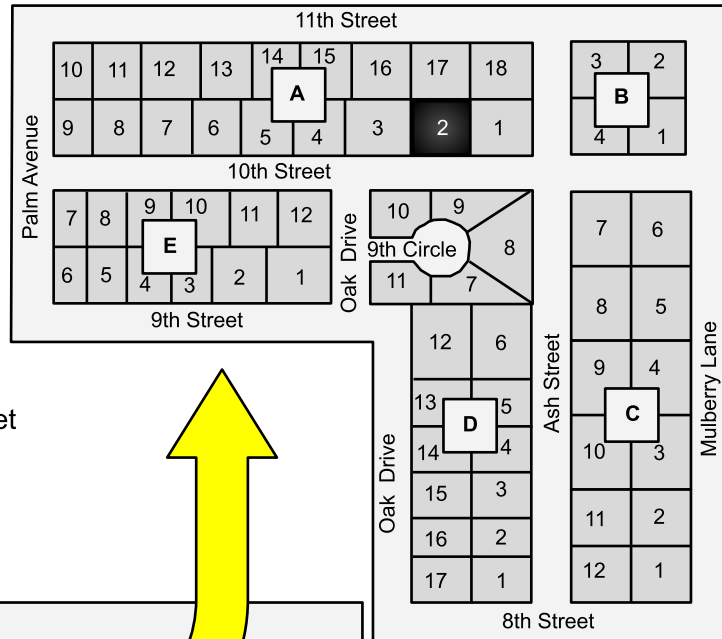 11th Street
10 11 12 13 14 15 16 17 18
A
9 8 7 6 5 4 3 2 1
3 2
B
4 1
Palm Avenue
10th Street
7 8 9 10 11 12
E
6 5 4 3 2 1
9th Street
Oak Drive
10 9
9th Circle
8
11 7
12 6
13 5
D
14 4
15 3
16 2
17 1
Oak Drive
Ash Street
7 6
8 5
9 4
C
10 3
11 2
12 1
Mulberry Lane
8th Street
et